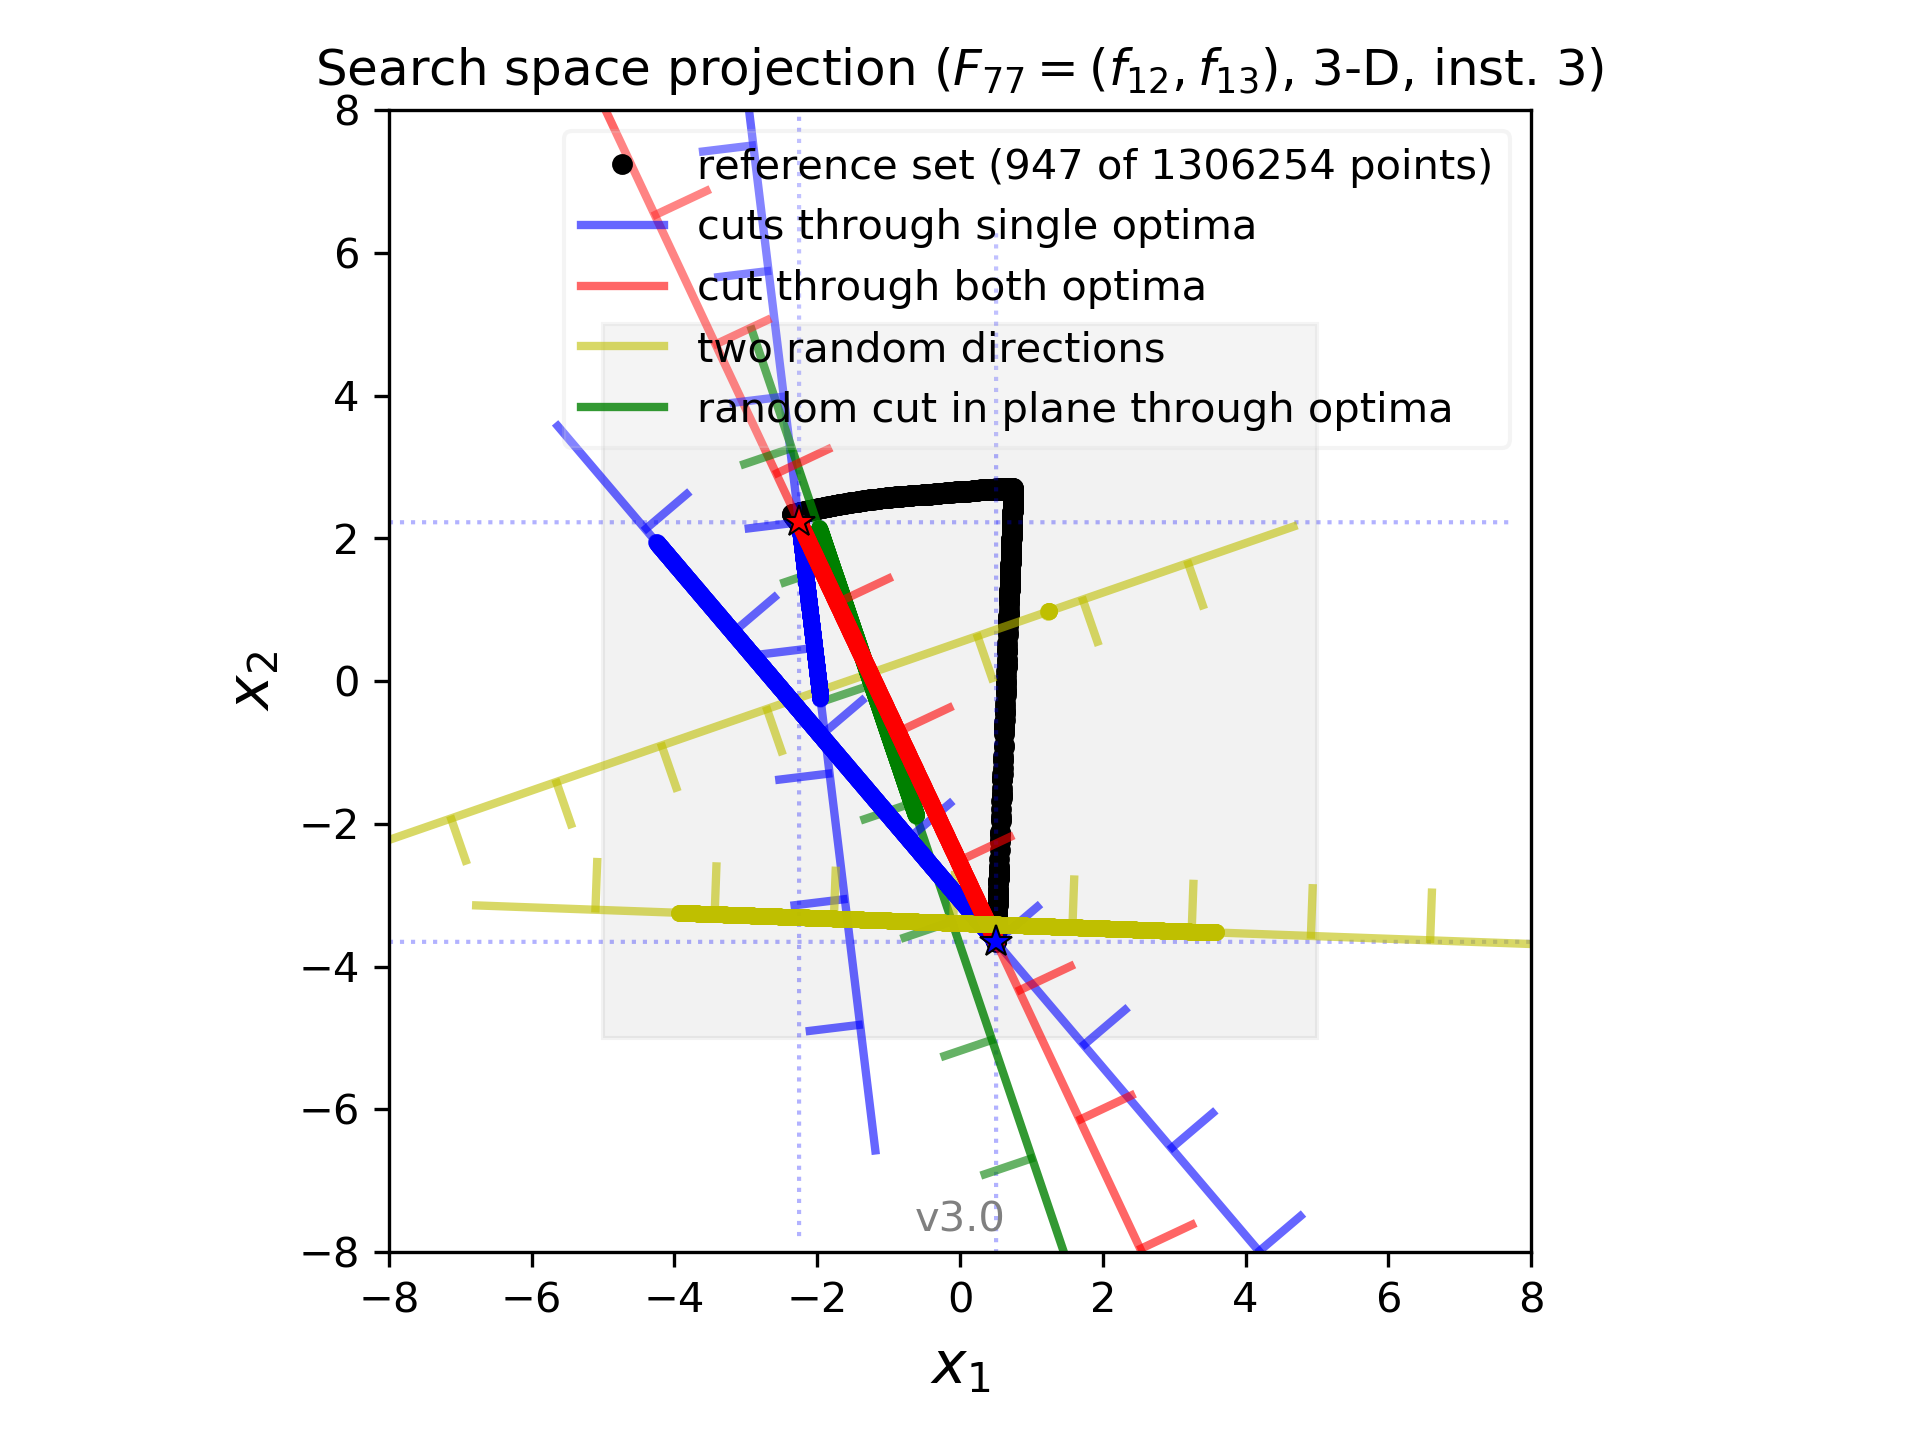 Search space projection (F₇₇ = (f₁₂, f₁₃), 3-D, inst. 3)
reference set (947 of 1306254 points)
cuts through single optima
cut through both optima
two random directions
random cut in plane through optima
8
6
4
2
0
−2
−4
−6
−8
x₂
v3.0
−8 −6 −4 −2 0 2 4 6 8
x₁